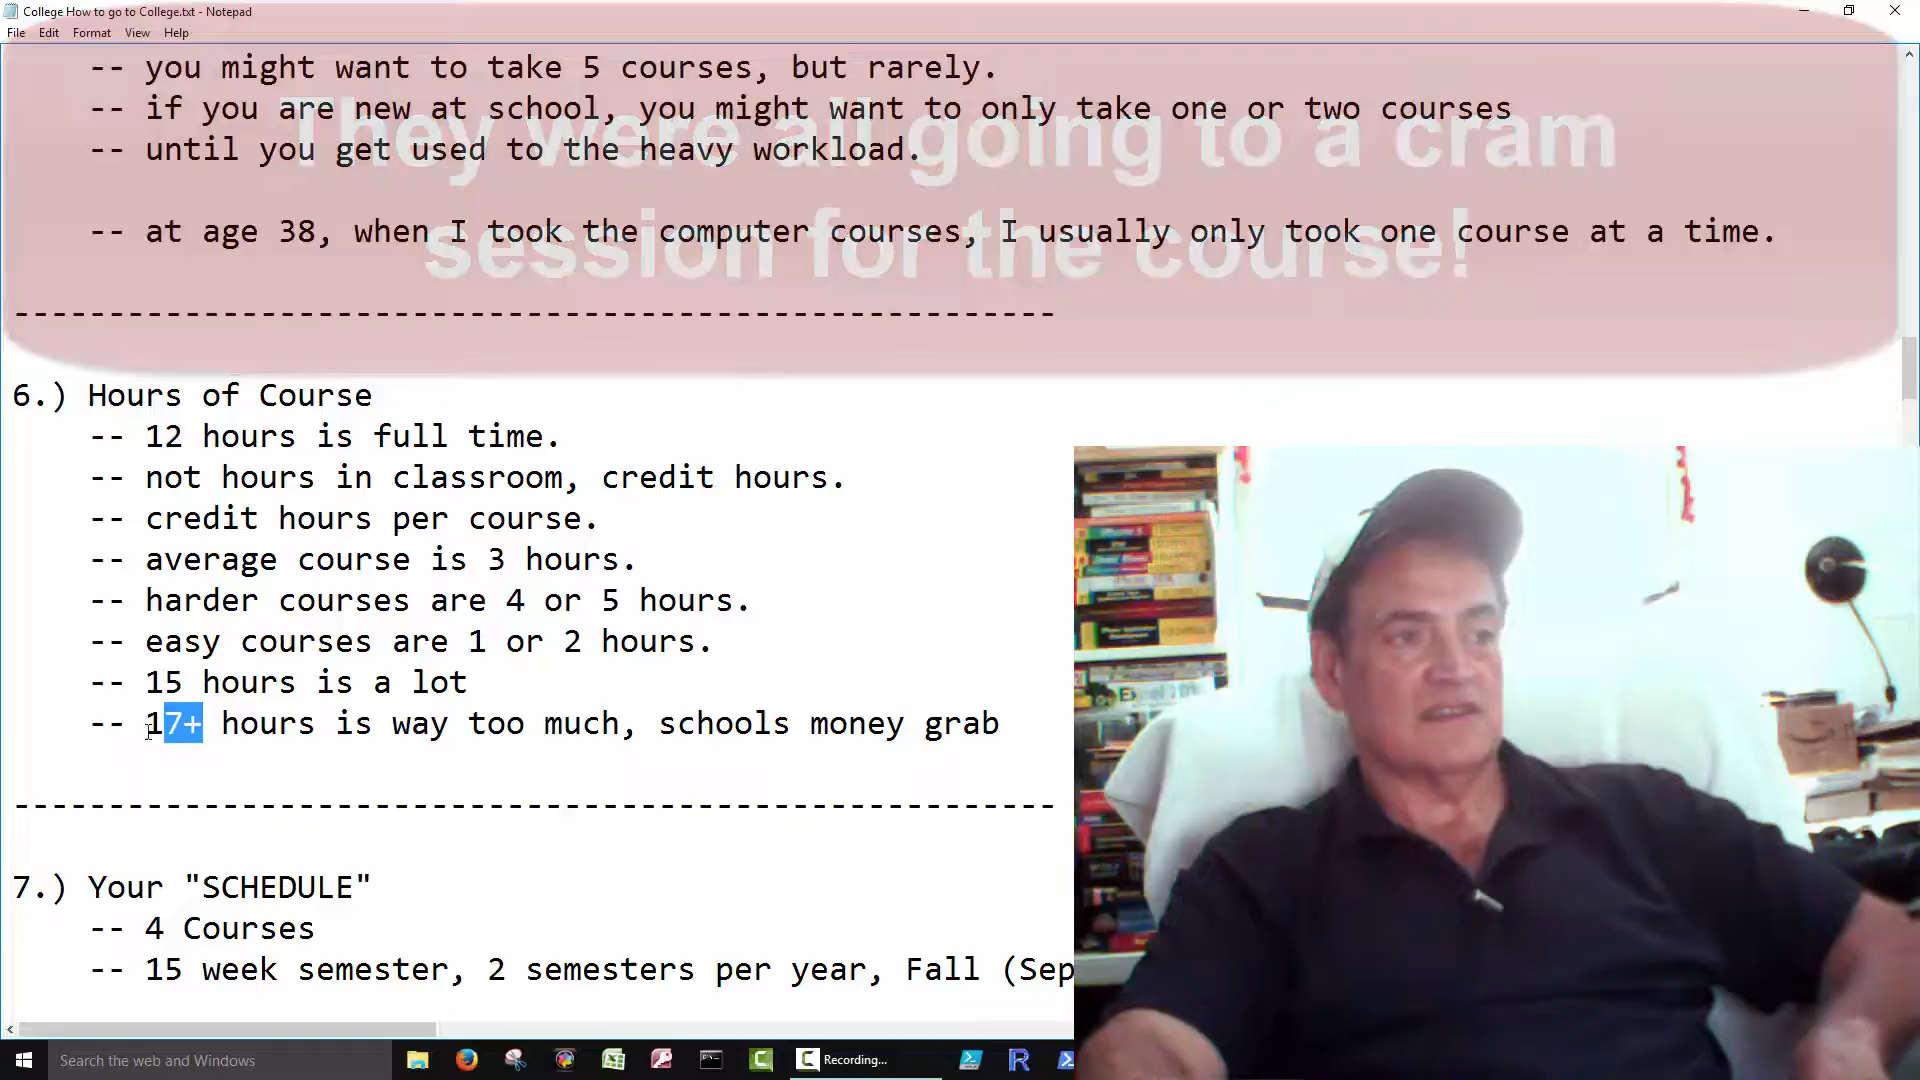 College How to go to College.txt - Notepad
File Edit Format View Help
-- you might want to take 5 courses, but rarely.
-- if you are new at school, you might want to only take one or two courses
-- until you get used to the heavy workload.
They were all going to a cram
session for the course!
-- at age 38, when I took the computer courses, I usually only took one course at a time.
-------------------------------------------------------
6.) Hours of Course
-- 12 hours is full time.
-- not hours in classroom, credit hours.
-- credit hours per course.
-- average course is 3 hours.
-- harder courses are 4 or 5 hours.
-- easy courses are 1 or 2 hours.
-- 15 hours is a lot
-- 17+ hours is way too much, schools money grab
-------------------------------------------------------
7.) Your "SCHEDULE"
-- 4 Courses
-- 15 week semester, 2 semesters per year, Fall (Sep
Search the web and Windows
Recording...